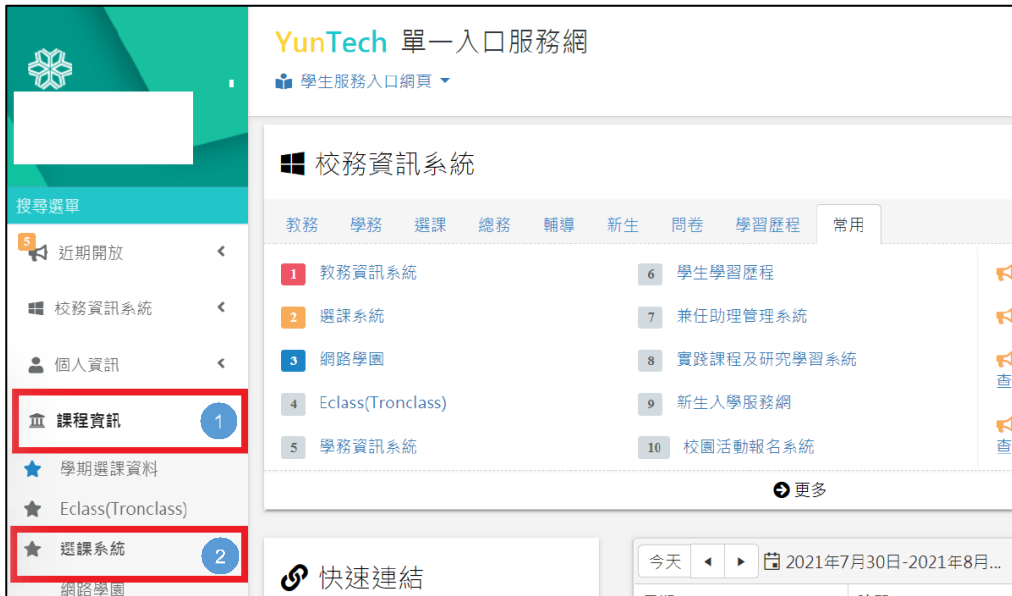 YunTech 單一入口服務網
學生服務入口網頁
搜尋選單
5
近期開放
校務資訊系統
個人資訊
課程資訊
1
學期選課資料
Eclass(Tronclass)
選課系統
2
網路學園
校務資訊系統
教務 學務 選課 總務 輔導 新生 問卷 學習歷程 常用
1 教務資訊系統
2 選課系統
3 網路學園
4 Eclass(Tronclass)
5 學務資訊系統
6 學生學習歷程
7 兼任助理管理系統
8 實踐課程及研究學習系統
9 新生入學服務網
10 校園活動報名系統
查
查
更多
快速連結
今天 2021年7月30日-2021年8月...